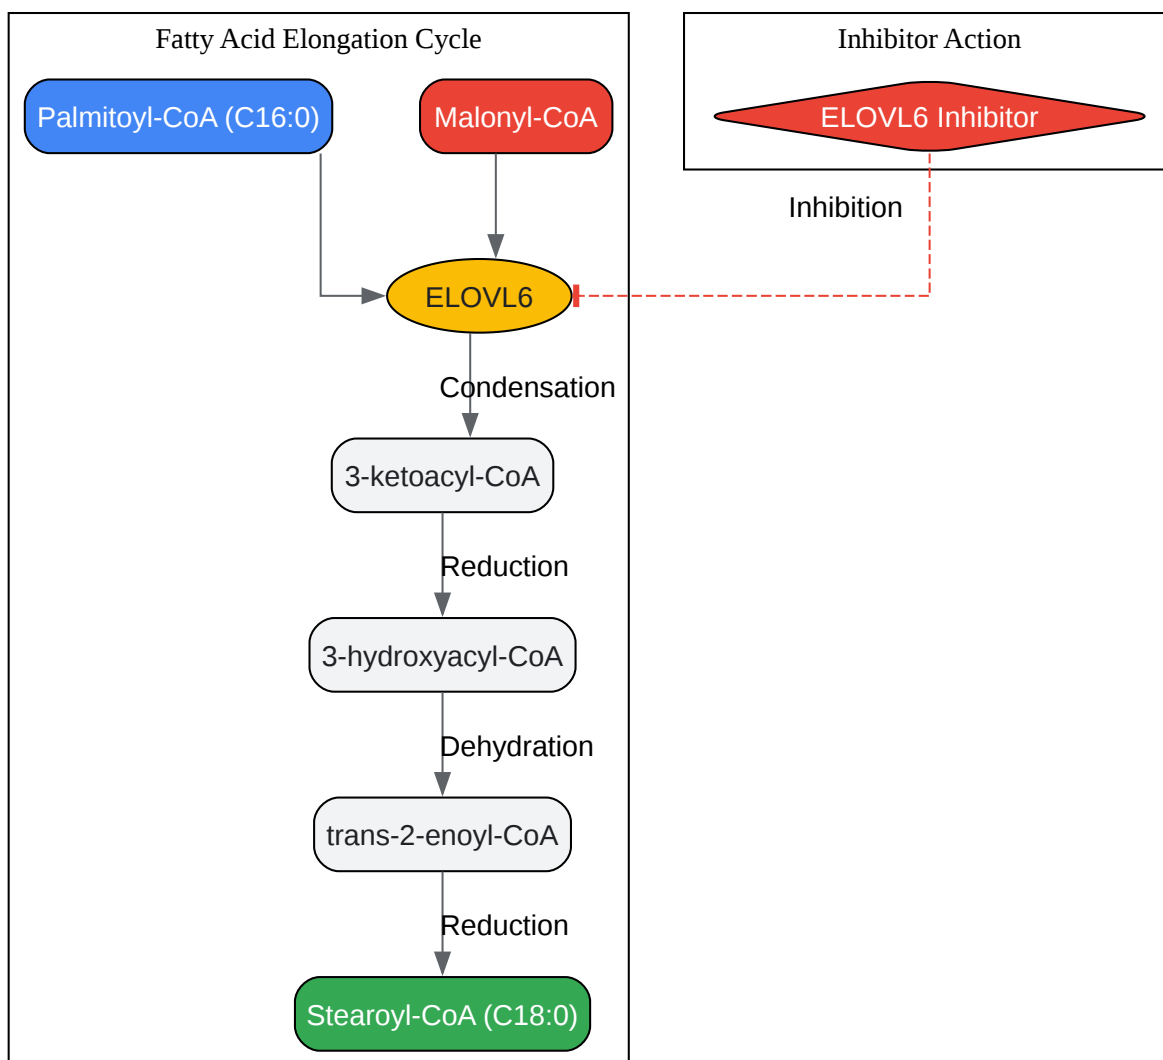 Fatty Acid Elongation Cycle
Inhibitor Action
Palmitoyl-CoA (C16:0)
Malonyl-CoA
ELOVL6 Inhibitor
Inhibition
ELOVL6
Condensation
3-ketoacyl-CoA
Reduction
3-hydroxyacyl-CoA
Dehydration
trans-2-enoyl-CoA
Reduction
Stearoyl-CoA (C18:0)